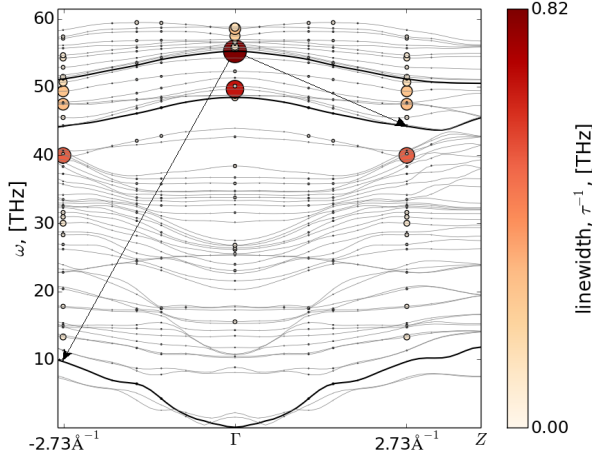 60
50
40
30
20
10
ω, [THz]
-2.73Å⁻¹
Γ
2.73Å⁻¹
Z
0.82
0.00
linewidth, τ⁻¹, [THz]